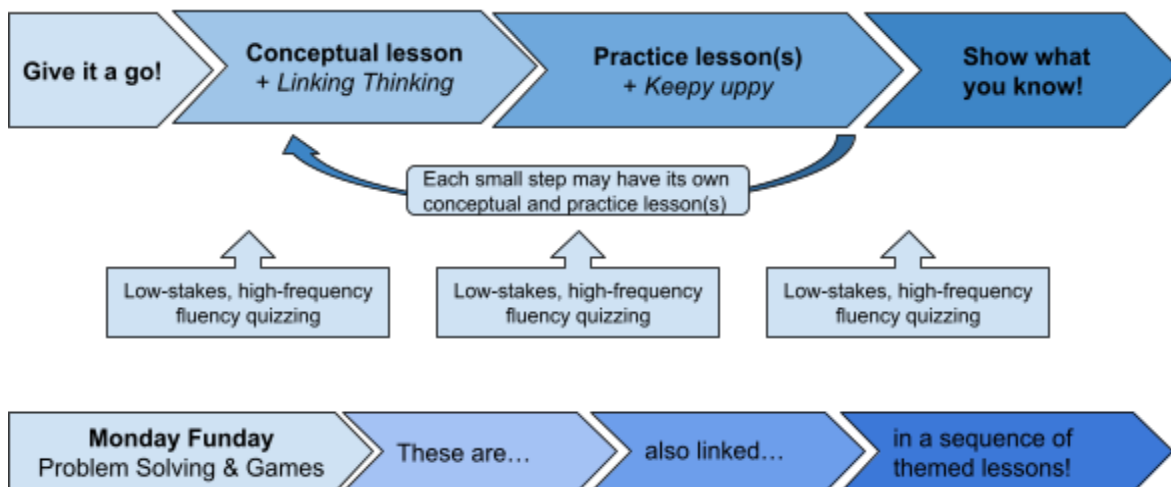 Give it a go!
Conceptual lesson
+ Linking Thinking
Practice lesson(s)
+ Keepy uppy
Show what
you know!
Each small step may have its own
conceptual and practice lesson(s)
Low-stakes, high-frequency
fluency quizzing
Low-stakes, high-frequency
fluency quizzing
Low-stakes, high-frequency
fluency quizzing
Monday Funday
Problem Solving & Games
These are…
also linked…
in a sequence of
themed lessons!